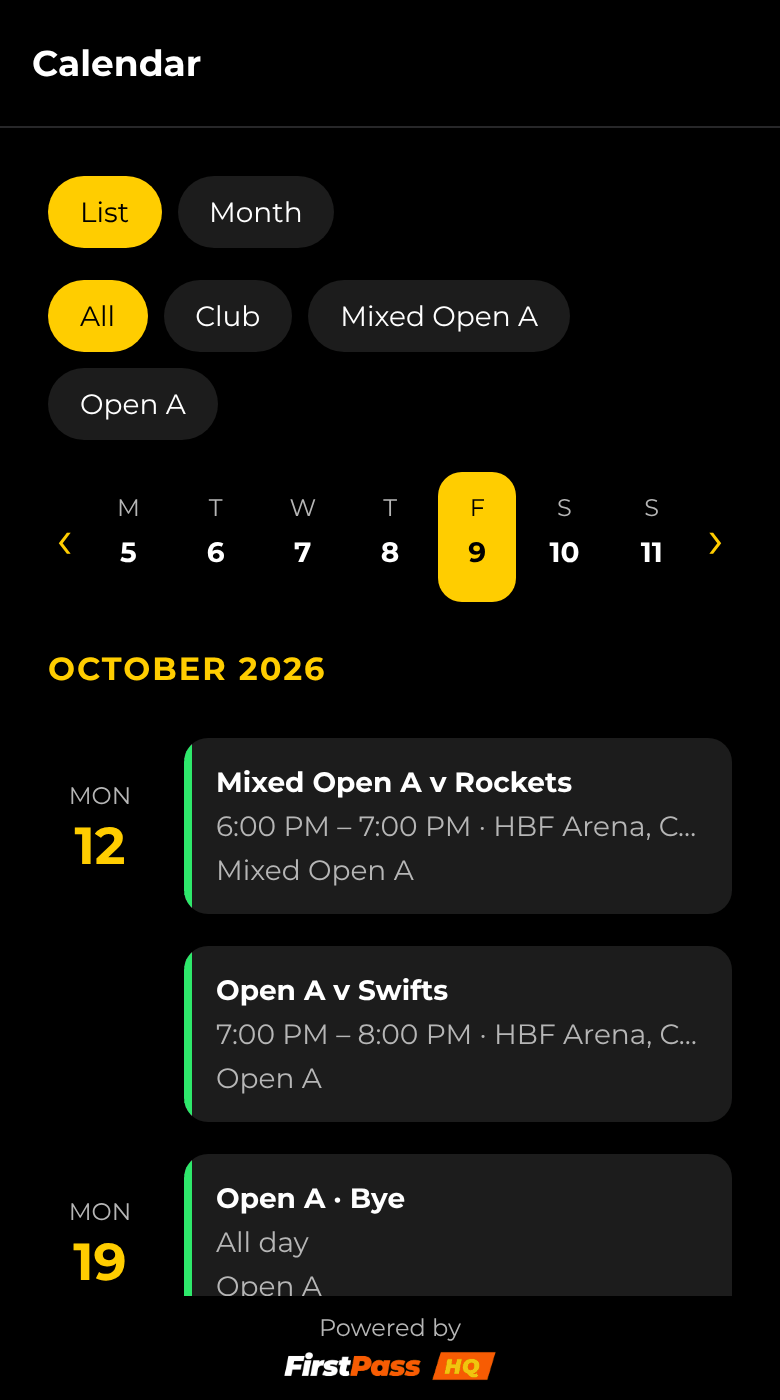 Calendar
List Month
All Club Mixed Open A
Open A
M T W T F S S
‹ 5 6 7 8 9 10 11 ›
OCTOBER 2026
MON
12
Mixed Open A v Rockets
6:00 PM – 7:00 PM · HBF Arena, C...
Mixed Open A
Open A v Swifts
7:00 PM – 8:00 PM · HBF Arena, C...
Open A
MON
19
Open A · Bye
All day
Open A
Powered by
FirstPass HQ